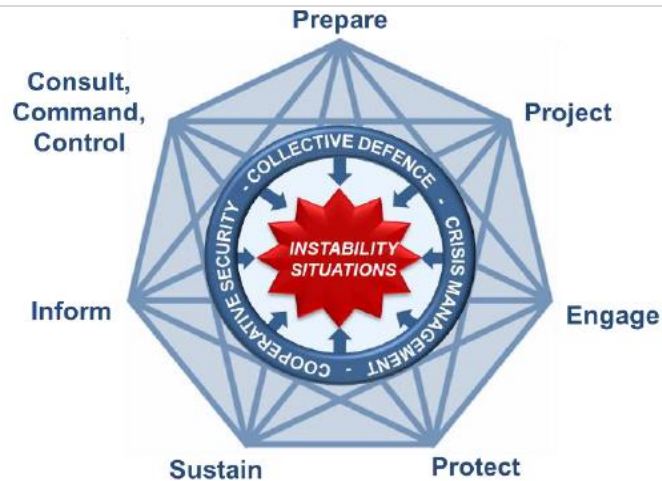 Prepare
Consult,
Command,
Control
Project
COLLECTIVE DEFENCE - CRISIS MANAGEMENT - COOPERATIVE SECURITY -
INSTABILITY
SITUATIONS
Inform
Engage
Sustain
Protect